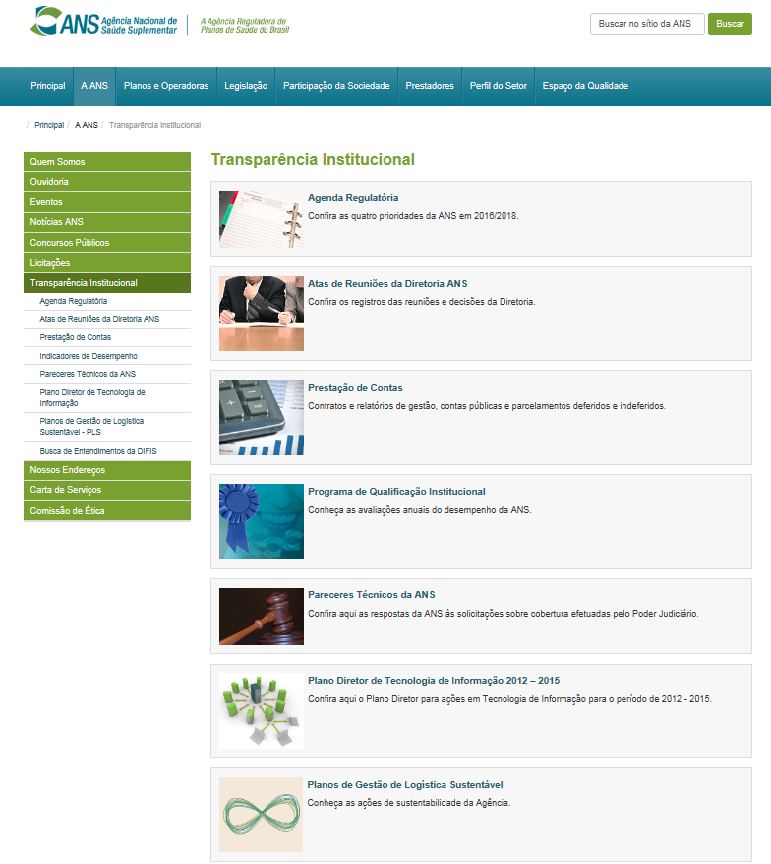 ANS Agência Nacional de Saúde Suplementar
A Agência Reguladora de Planos de Saúde do Brasil
Buscar no sítio da ANS
Buscar
Principal
A ANS
Planos e Operadoras
Legislação
Participação da Sociedade
Prestadores
Perfil do Setor
Espaço da Qualidade
/ Principal / A ANS / Transparência Institucional
Quem Somos
Ouvidoria
Eventos
Notícias ANS
Concursos Públicos
Licitações
Transparência Institucional
Agenda Regulatória
Atas de Reuniões da Diretoria ANS
Prestação de Contas
Indicadores de Desempenho
Pareceres Técnicos da ANS
Plano Diretor de Tecnologia de
Informação
Planos de Gestão de Logística
Sustentável - PLS
Busca de Entendimentos da DIFIS
Nossos Endereços
Carta de Serviços
Comissão de Ética
Transparência Institucional
Agenda Regulatória
Confira as quatro prioridades da ANS em 2016/2018.
Atas de Reuniões da Diretoria ANS
Confira os registros das reuniões e decisões da Diretoria.
Prestação de Contas
Contratos e relatórios de gestão, contas públicas e parcelamentos deferidos e indeferidos.
Programa de Qualificação Institucional
Conheça as avaliações anuais do desempenho da ANS.
Pareceres Técnicos da ANS
Confira aqui as respostas da ANS às solicitações sobre cobertura efetuadas pelo Poder Judiciário.
Plano Diretor de Tecnologia de Informação 2012 – 2015
Confira aqui o Plano Diretor para ações em Tecnologia de Informação para o período de 2012 - 2015.
Planos de Gestão de Logística Sustentável
Conheça as ações de sustentabilidade da Agência.